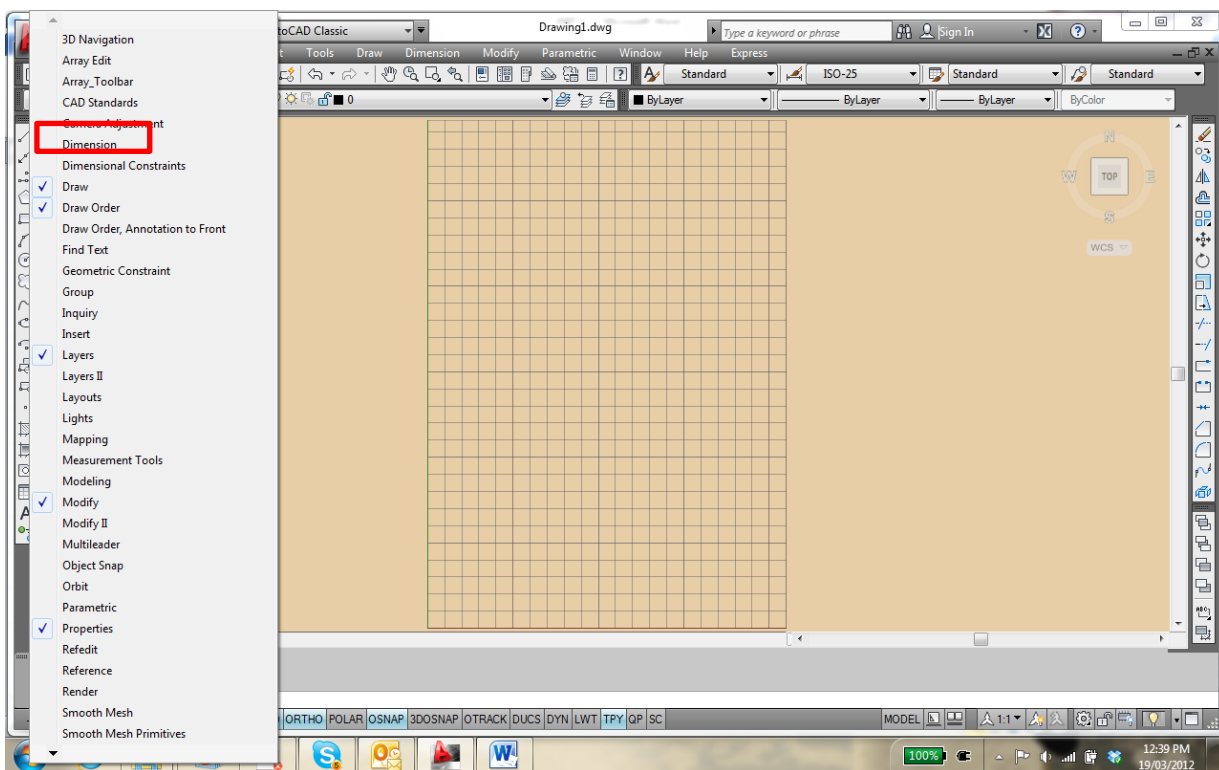 toCAD Classic
Drawing1.dwg
Type a keyword or phrase
Sign In
Tools Draw Dimension Modify Parametric Window Help Express
Standard ISO-25 Standard Standard
0 ByLayer ByLayer ByLayer ByColor
3D Navigation
Array Edit
Array_Toolbar
CAD Standards
Camera Adjustment
Dimension
Dimensional Constraints
Draw
Draw Order
Draw Order, Annotation to Front
Find Text
Geometric Constraint
Group
Inquiry
Insert
Layers
Layers II
Layouts
Lights
Mapping
Measurement Tools
Modeling
Modify
Modify II
Multileader
Object Snap
Orbit
Parametric
Properties
Refedit
Reference
Render
Smooth Mesh
Smooth Mesh Primitives
N
W TOP E
S
WCS
ORTHO POLAR OSNAP 3DOSNAP OTRACK DUCS DYN LWT TPY QP SC
MODEL 1:1
100%
12:39 PM
19/03/2012